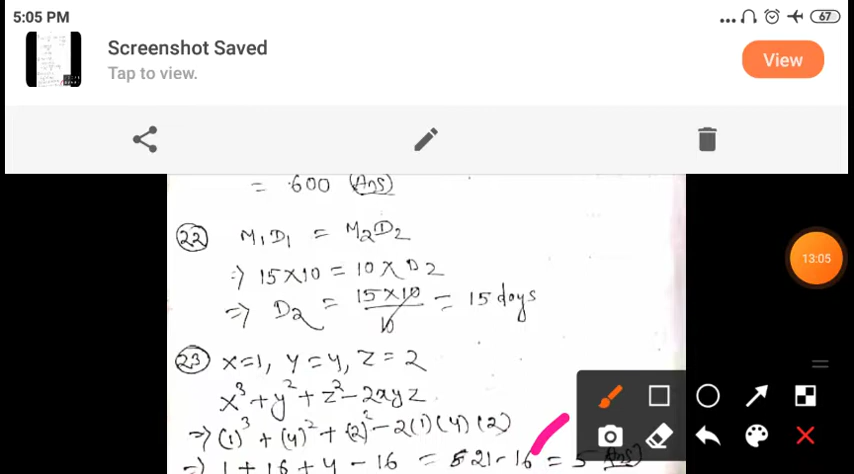 5:05 PM
67
Screenshot Saved
Tap to view.
View
= 600 (Ans)
22 M₁D₁ = M₂D₂
⇒ 15×10 = 10×D2
⇒ D₂ = 15×10/10 = 15 days
13:05
23 x=1, y=4, z=2
x³+y²+z²-2xyz
⇒ (1)³ + (4)² + (2)² - 2(1)(4)(2)
⇒ 1 + 16 + 4 - 16 = 21-16 = 5 (Ans)